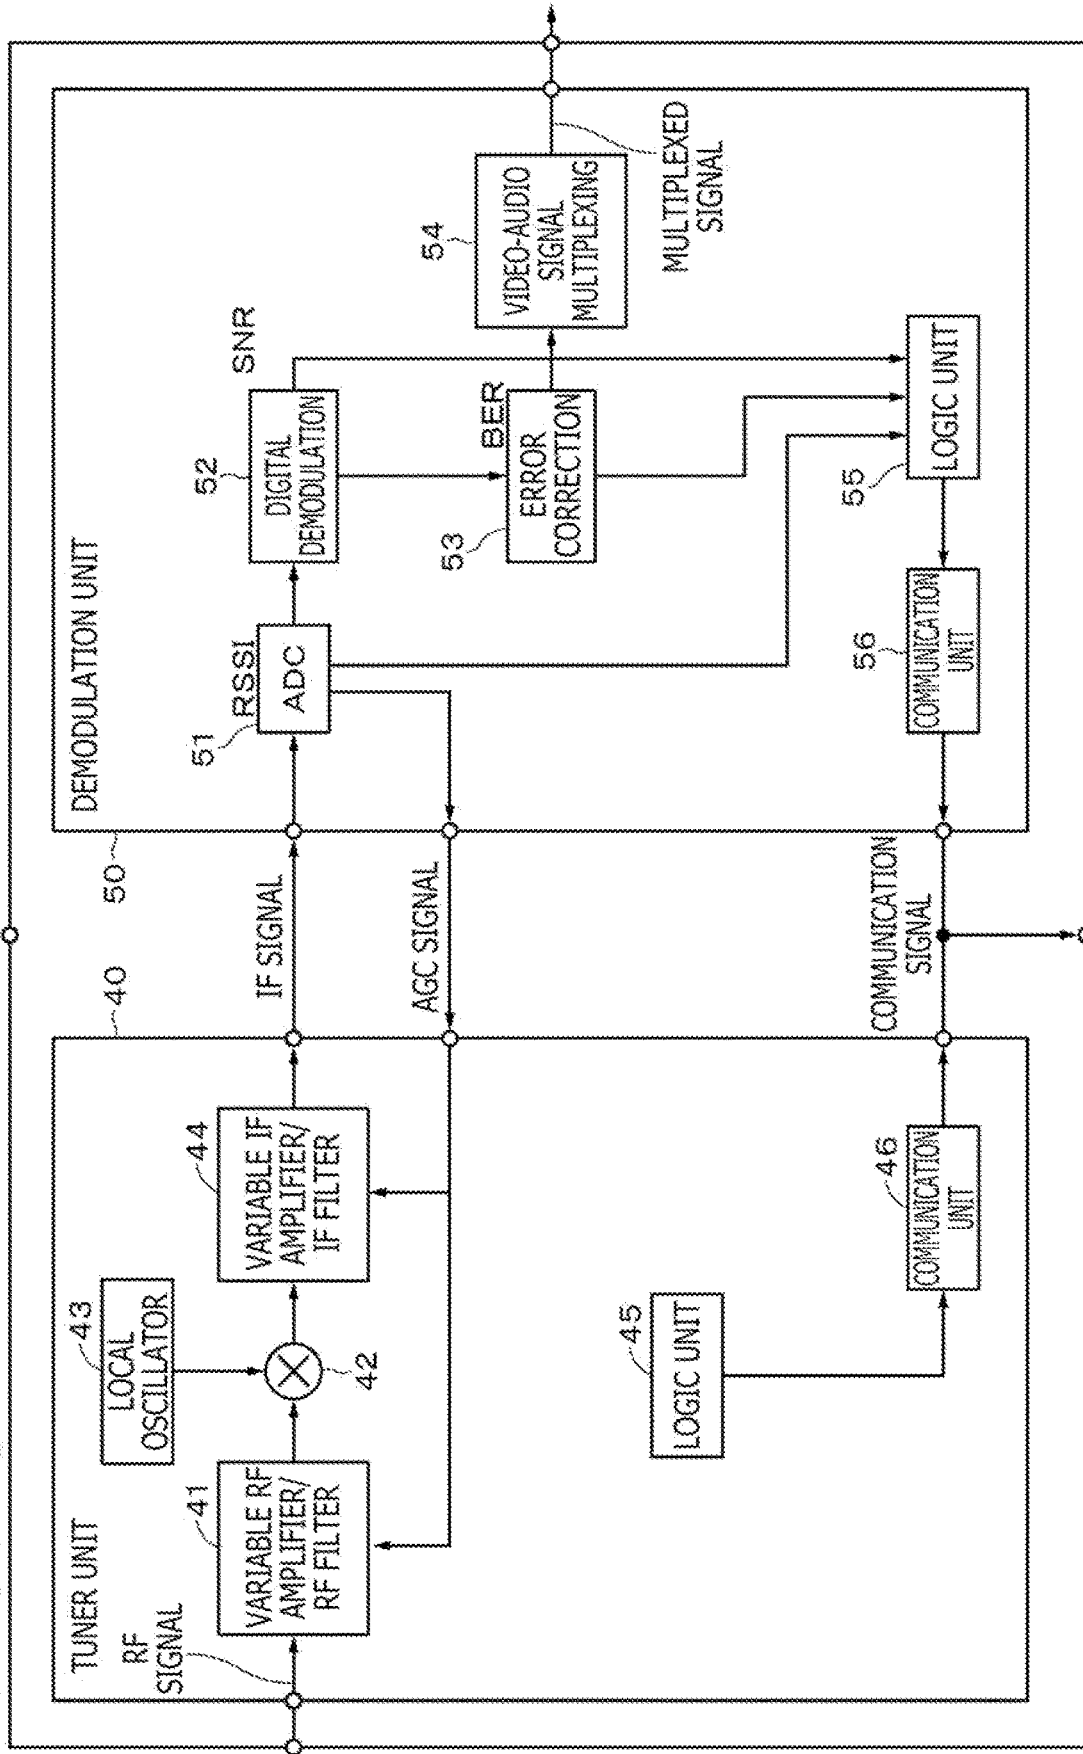 TUNER UNIT
40
RF
SIGNAL
41
VARIABLE RF
AMPLIFIER/
RF FILTER
42
43
LOCAL
OSCILLATOR
44
VARIABLE IF
AMPLIFIER/
IF FILTER
45
LOGIC UNIT
46
COMMUNICATION
UNIT
IF SIGNAL
AGC SIGNAL
COMMUNICATION
SIGNAL
50
DEMODULATION UNIT
51
RSSI
ADC
52
SNR
DIGITAL
DEMODULATION
53
BER
ERROR
CORRECTION
54
VIDEO-AUDIO
SIGNAL
MULTIPLEXING
MULTIPLEXED
SIGNAL
55
LOGIC UNIT
56
COMMUNICATION
UNIT